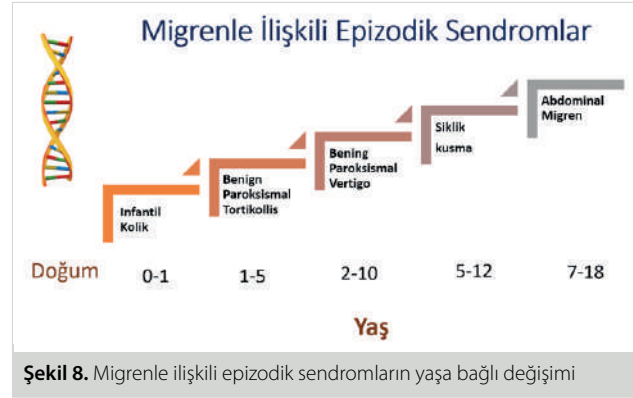 Migrenle İlişkili Epizodik Sendromlar
Infantil
Kolik
Benign
Paroksismal
Tortikollis
Bening
Paroksismal
Vertigo
Siklik
kusma
Abdominal
Migren
Doğum 0-1 1-5 2-10 5-12 7-18
Yaş
Şekil 8. Migrenle ilişkili epizodik sendromların yaşa bağlı değişimi